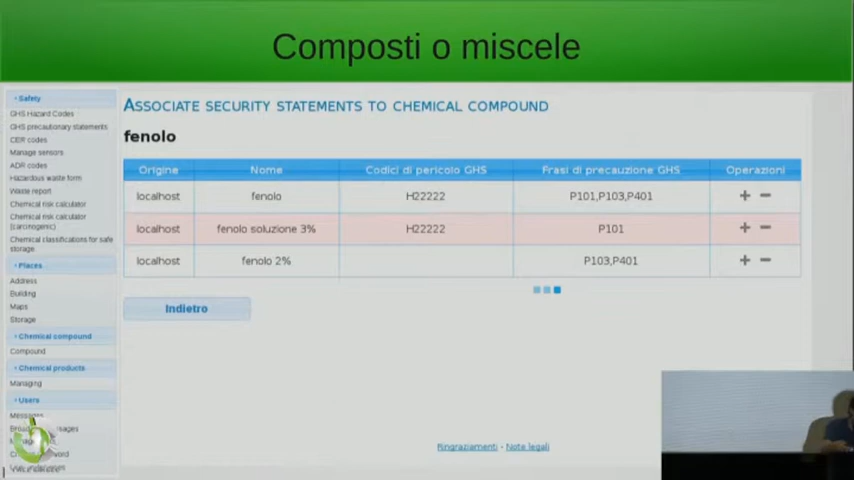 Composti o miscele
Safety
GHS Hazard Codes
GHS precautionary statements
CER codes
Manage sensors
ADR codes
Hazardous waste form
Waste report
Chemical risk calculator
Chemical risk calculator
(carcinogenic)
Chemical classifications for safe
storage
Places
Address
Building
Maps
Storage
Chemical compound
Compound
Chemical products
Managing
Users
Messages
ASSOCIATE SECURITY STATEMENTS TO CHEMICAL COMPOUND
fenolo
Origine Nome Codici di pericolo GHS Frasi di precauzione GHS Operazioni
localhost fenolo H22222 P101,P103,P401 + −
localhost fenolo soluzione 3% H22222 P101 + −
localhost fenolo 2% P103,P401 + −
Indietro
Ringraziamenti - Note legali